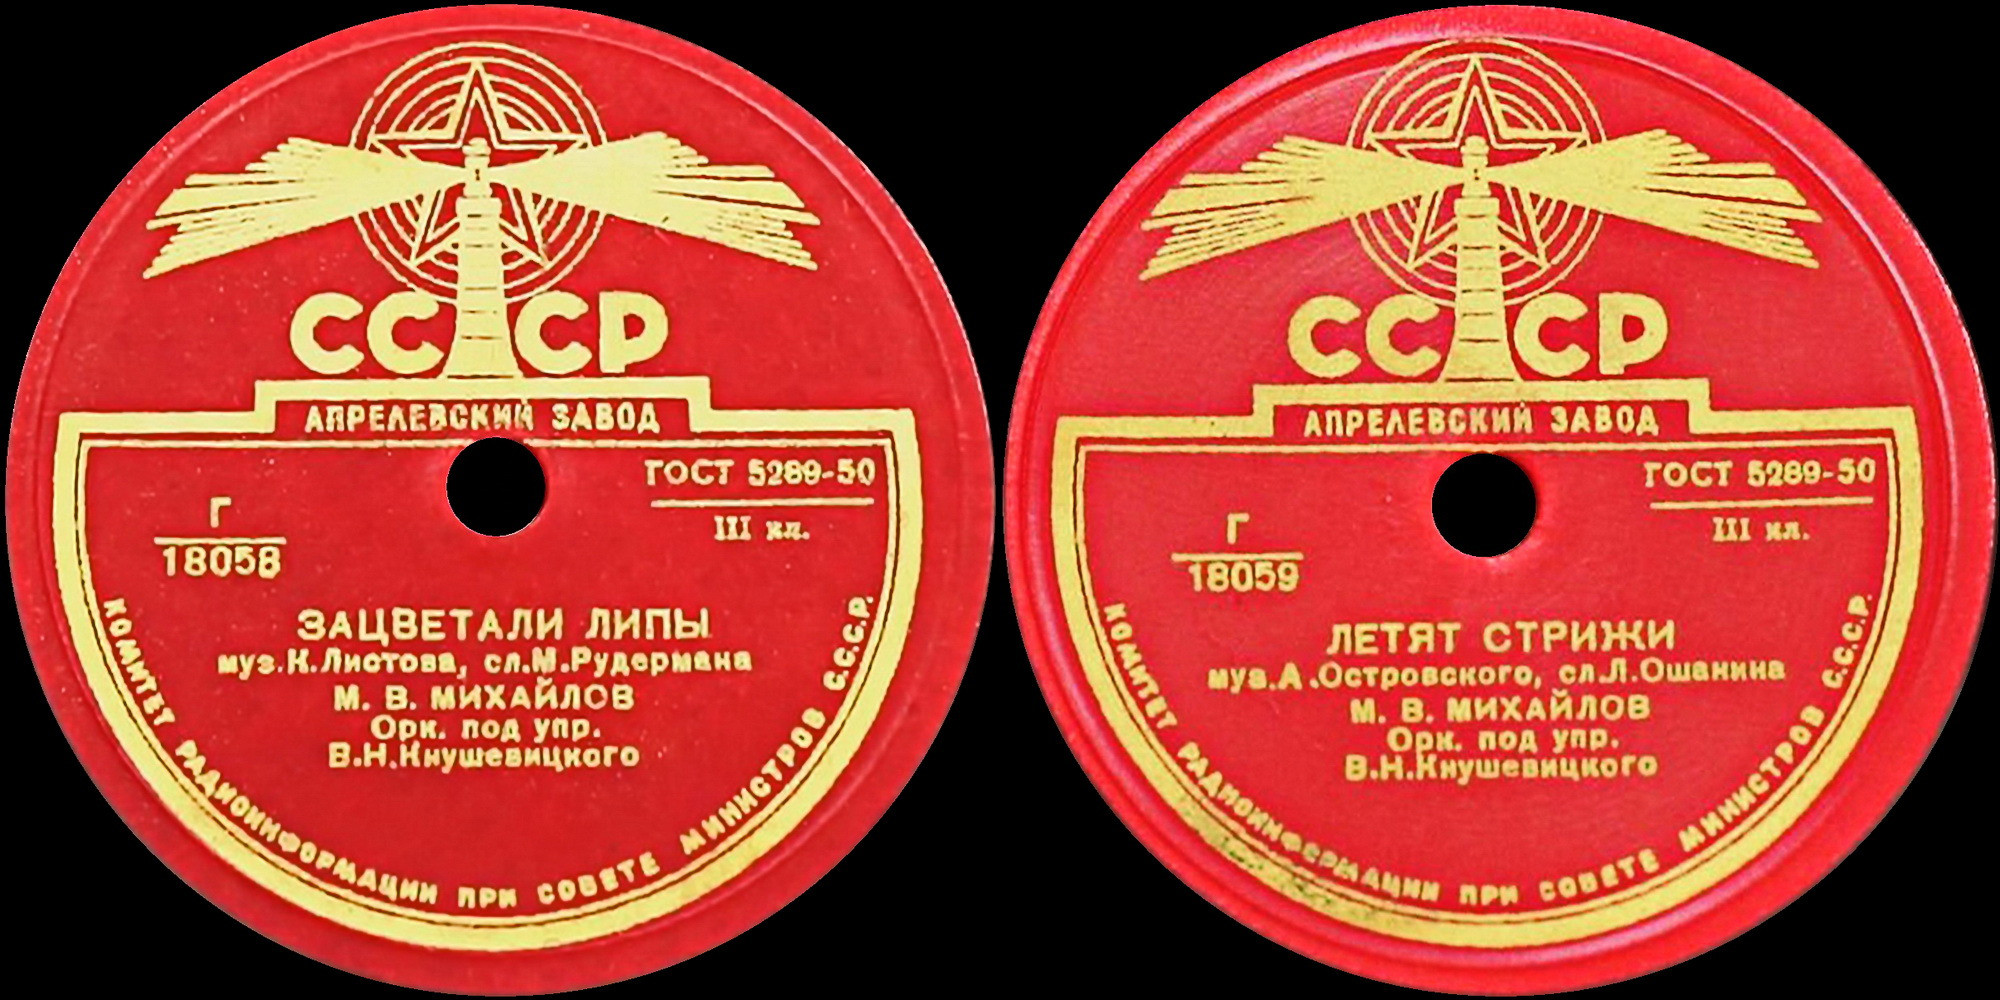 СССР
АПРЕЛЕВСКИЙ ЗАВОД
ГОСТ 5289-50
III кл.
Г
18058
ЗАЦВЕТАЛИ ЛИПЫ
муз.К.Листова, сл.М.Рудермана
М. В. МИХАЙЛОВ
Орк. под упр.
В.Н.Кнушевицкого
КОМИТЕТ РАДИОИНФОРМАЦИИ ПРИ СОВЕТЕ МИНИСТРОВ С.С.С.Р.
СССР
АПРЕЛЕВСКИЙ ЗАВОД
ГОСТ 5289-50
III кл.
Г
18059
ЛЕТЯТ СТРИЖИ
муз.А.Островского, сл.Л.Ошанина
М. В. МИХАЙЛОВ
Орк. под упр.
В.Н.Кнушевицкого
КОМИТЕТ РАДИОИНФОРМАЦИИ ПРИ СОВЕТЕ МИНИСТРОВ С.С.С.Р.